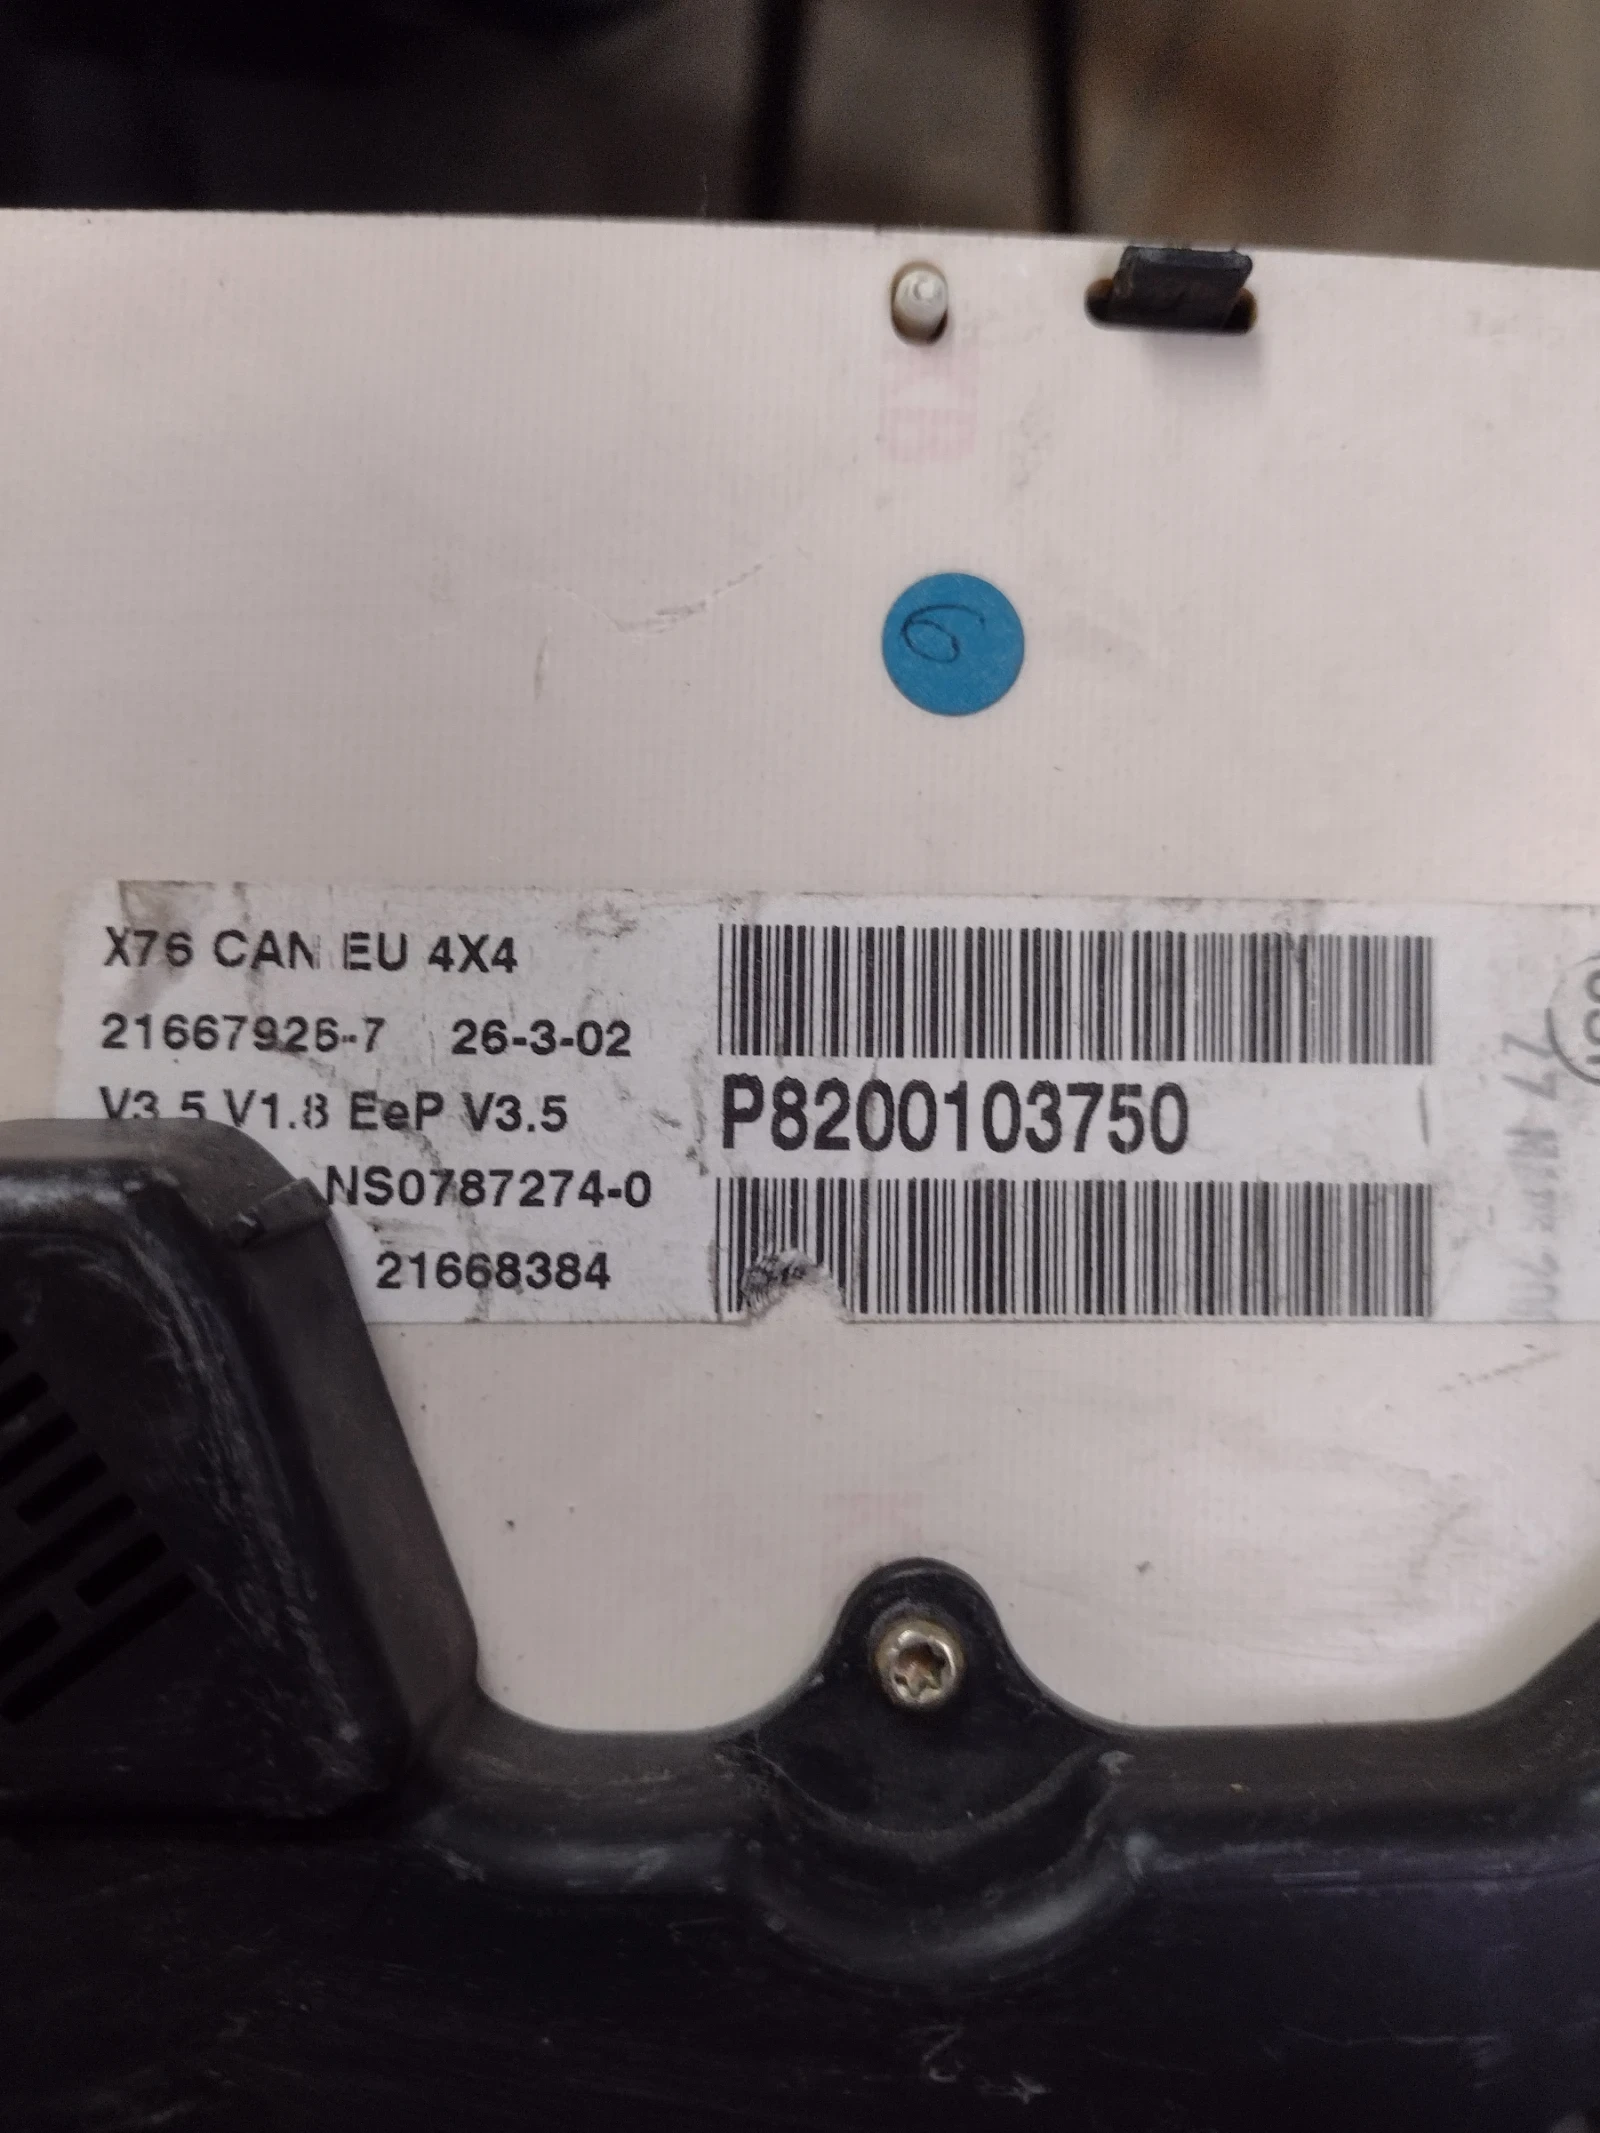 6
X76 CAN EU 4X4
21667926-7 26-3-02
V3.5 V1.8 EeP V3.5
NS0787274-0
21668384
P8200103750